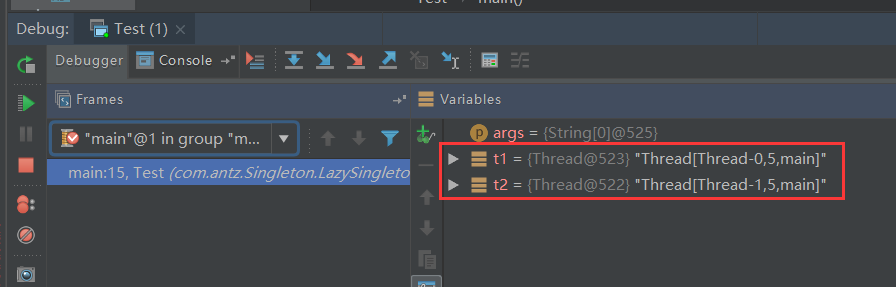 Test
main()
Debug:
Test (1)
Debugger
Console
Frames
Variables
"main"@1 in group "m...
args = {String[0]@525}
t1 = {Thread@523} "Thread[Thread-0,5,main]"
t2 = {Thread@522} "Thread[Thread-1,5,main]"
main:15, Test (com.antz.Singleton.LazySingleto